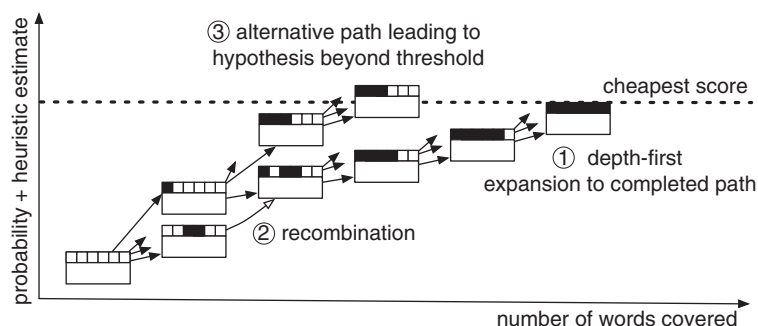 ③ alternative path leading to
hypothesis beyond threshold
cheapest score
① depth-first
expansion to completed path
② recombination
probability + heuristic estimate
number of words covered